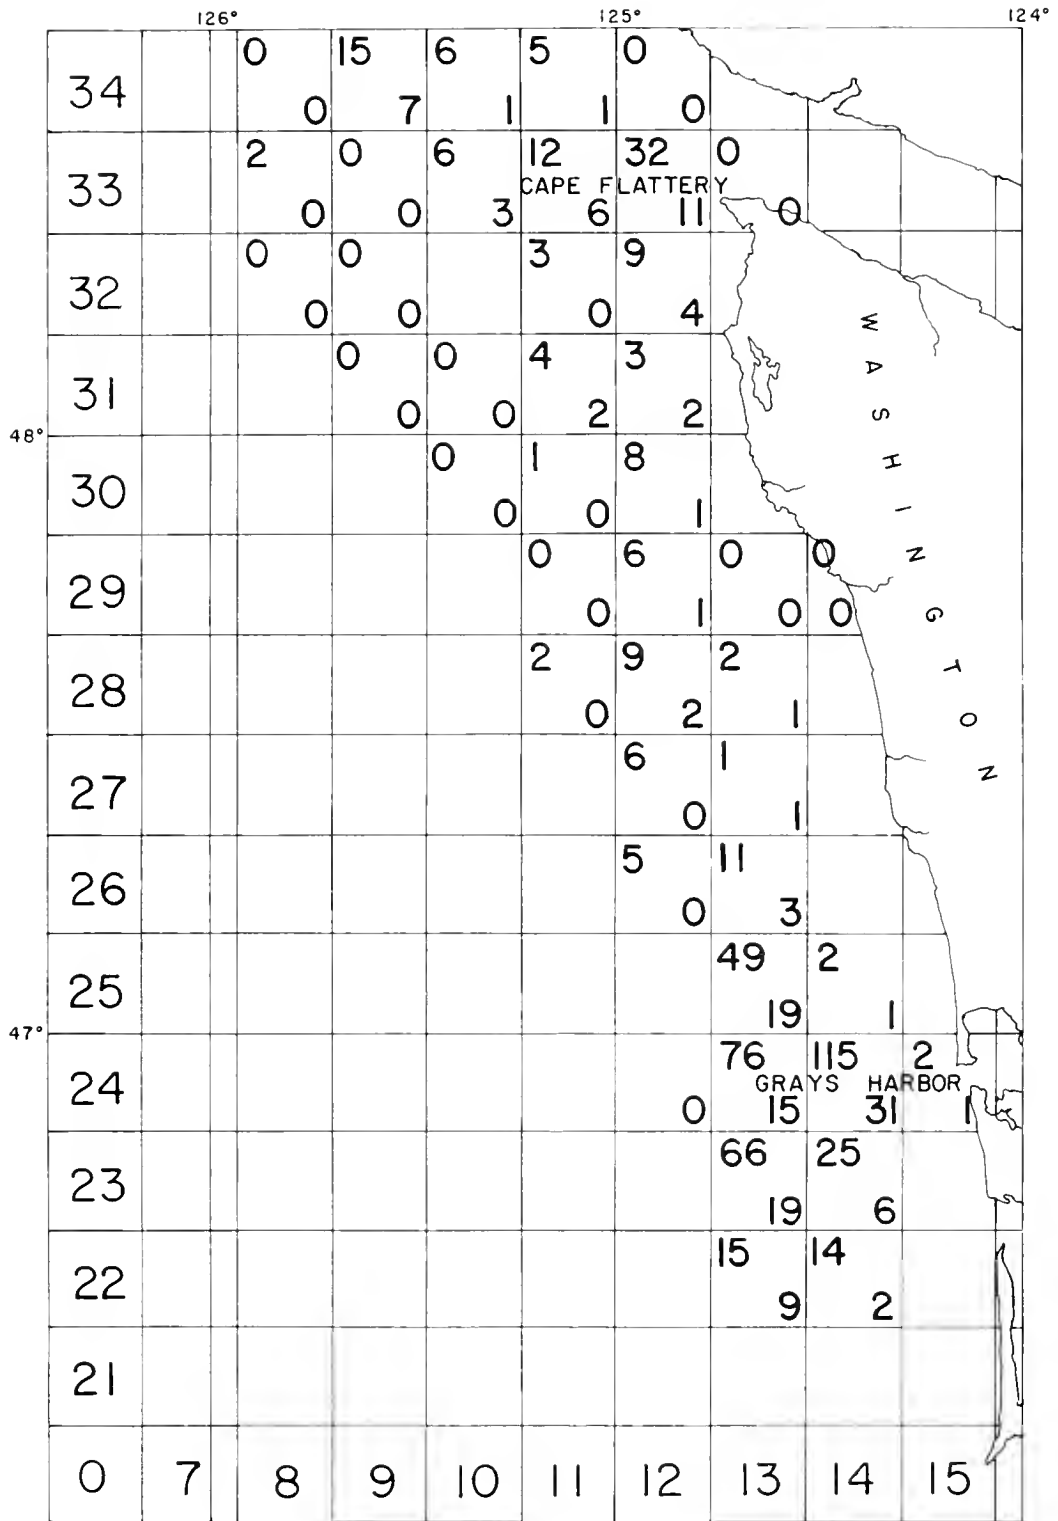 126° 125° 124°
0 15 6 5 0
34
0 7 1 1 0
2 0 6 12 32 0
33 CAPE FLATTERY
0 0 3 6 11 0
0 0 3 9
32
0 0 0 4
0 0 4 3
31
0 0 2 2
48°
0 1 8
30
0 0 1
0 6 0 0
29
0 1 0 0
2 9 2
28
0 2 1
6 1
27
0 1
5 11
26
0 3
49 2
25
19 1
47°
76 115 2
24 GRAYS HARBOR
0 15 31 1
66 25
23
19 6
15 14
22
9 2
21
0 7 8 9 10 11 12 13 14 15
WASHINGTON